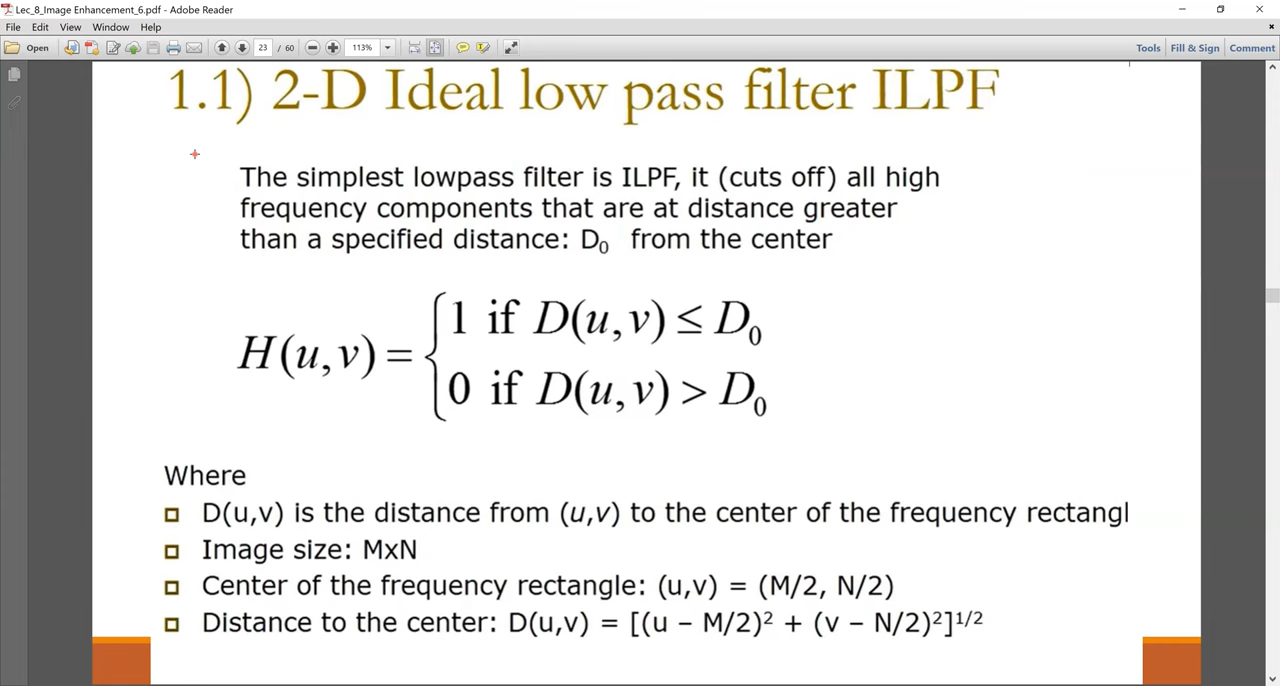 Lec_8_Image Enhancement_6.pdf - Adobe Reader
File Edit View Window Help
Open 23 / 60 113% Tools Fill & Sign Comment
1.1) 2-D Ideal low pass filter ILPF
The simplest lowpass filter is ILPF, it (cuts off) all high
frequency components that are at distance greater
than a specified distance: D₀ from the center
H(u,v) = { 1 if D(u,v) ≤ D₀
0 if D(u,v) > D₀
Where
D(u,v) is the distance from (u,v) to the center of the frequency rectangl
Image size: MxN
Center of the frequency rectangle: (u,v) = (M/2, N/2)
Distance to the center: D(u,v) = [(u – M/2)² + (v – N/2)²]¹/²